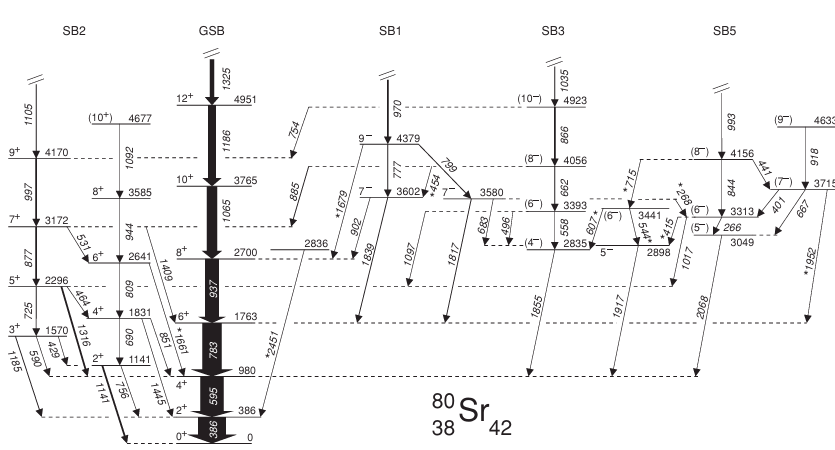 SB2 GSB SB1 SB3 SB5
1325 1035
12⁺ 4951 (10⁻) 4923
1105 (10⁺) 4677 970 993 (9⁻) 4633
754 866
1186 9⁻ 4379
9⁺ 4170 1092 799 (8⁻) 4056 (8⁻) 4156 441 918
10⁺ 3765 777 *454 *715
997 8⁺ 3585 885 *1679 7⁻ 3602 7⁻ 3580 662 844 *268 (7⁻) 3715
1065 (6⁻) 3393 (6⁻) 3441 (6⁻) 3313 401 667
7⁺ 3172 944 902 683 496 558 607* 544* *415 (5⁻) 266
531 2836 (4⁻) 2835 5⁻ 2898 3049
877 6⁺ 2641 1409 8⁺ 2700 1839 1097 1817 1017 *1952
5⁺ 2296 809 937
464 4⁺ 1831 6⁺ 1763 1855 1917 2068
725 1316 *1661 *2451
3⁺ 1570 690 851 783
1185 590 429 2⁺ 1141 4⁺ 980
1141 756 1445 595
2⁺ 386
386
0⁺ 0
80
Sr
38 42